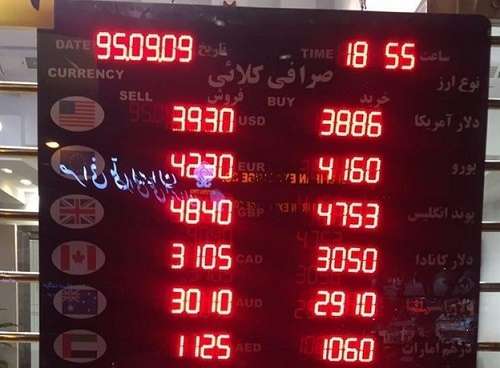 DATE 95.09.09 تاریخ TIME 18 55 ساعت
CURRENCY صرافی کلائی نوع ارز
SELL فروش BUY خرید
3930 USD 3886 دلار آمریکا
4230 EUR 4160 یورو
4840 GBP 4753 پوند انگلیس
3105 CAD 3050 دلار کانادا
3010 AUD 2910
1125 AED 1060 درهم امارات